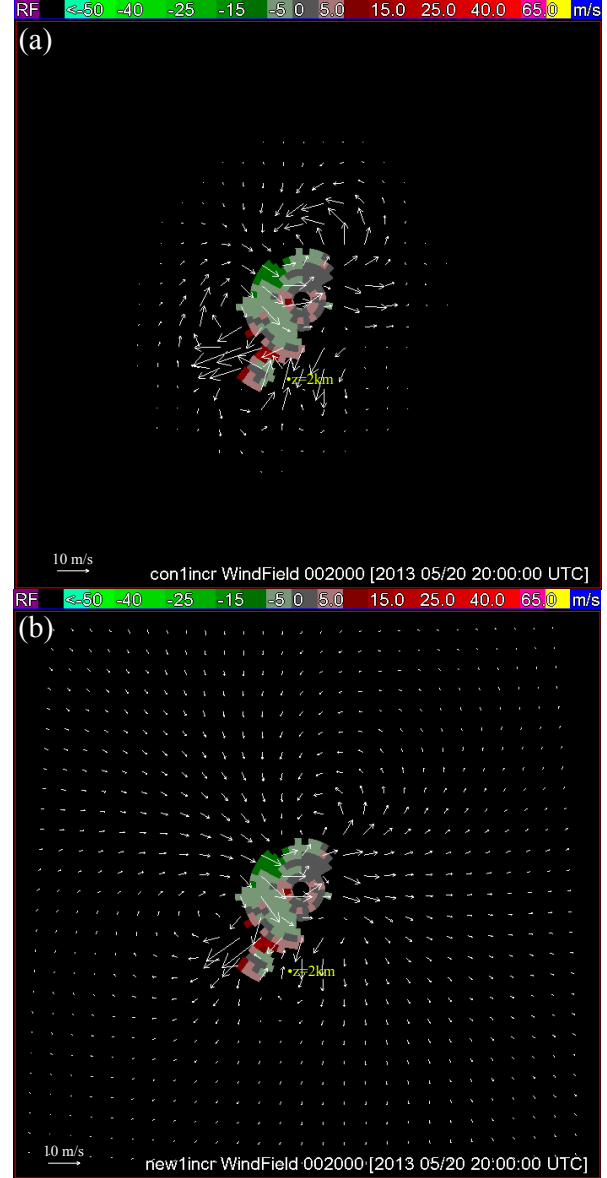 RF <-50 -40 -25 -15 -5 0 5.0 15.0 25.0 40.0 65.0 m/s
(a)
•z=2km
10 m/s
con1incr WindField 002000 [2013 05/20 20:00:00 UTC]
RF <-50 -40 -25 -15 -5 0 5.0 15.0 25.0 40.0 65.0 m/s
(b)
•z=2km
10 m/s
new1incr WindField 002000 [2013 05/20 20:00:00 UTC]